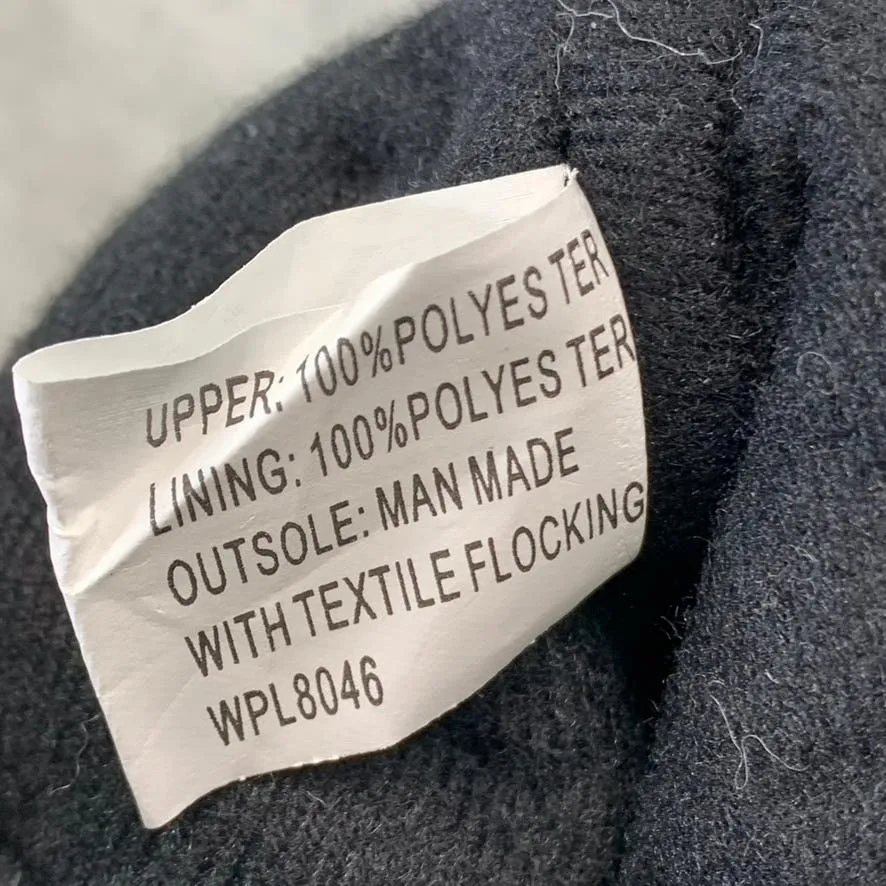 UPPER: 100%POLYES TER
LINING: 100%POLYES TER
OUTSOLE: MAN MADE
WITH TEXTILE FLOCKING
WPL8046